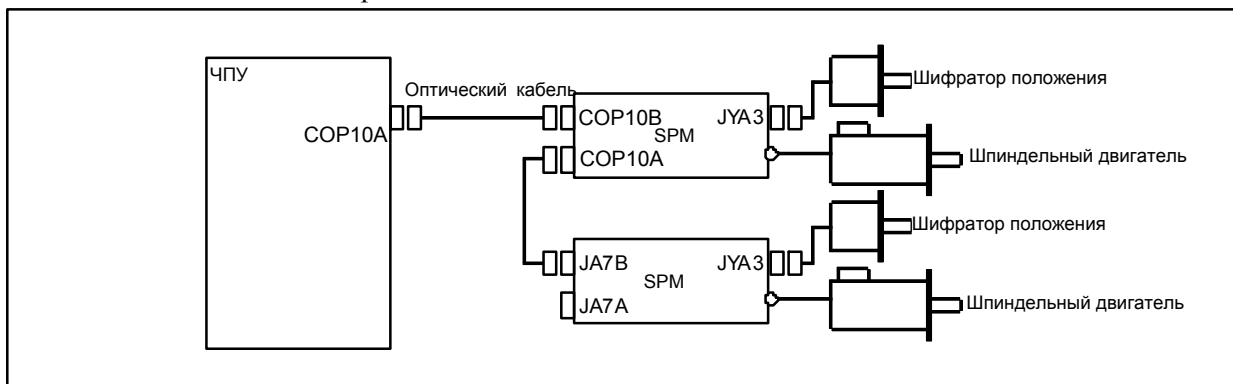 ЧПУ
COP10A
Оптический кабель
COP10B
JYA3
SPM
COP10A
Шифратор положения
Шпиндельный двигатель
JA7B
JYA3
SPM
JA7A
Шифратор положения
Шпиндельный двигатель